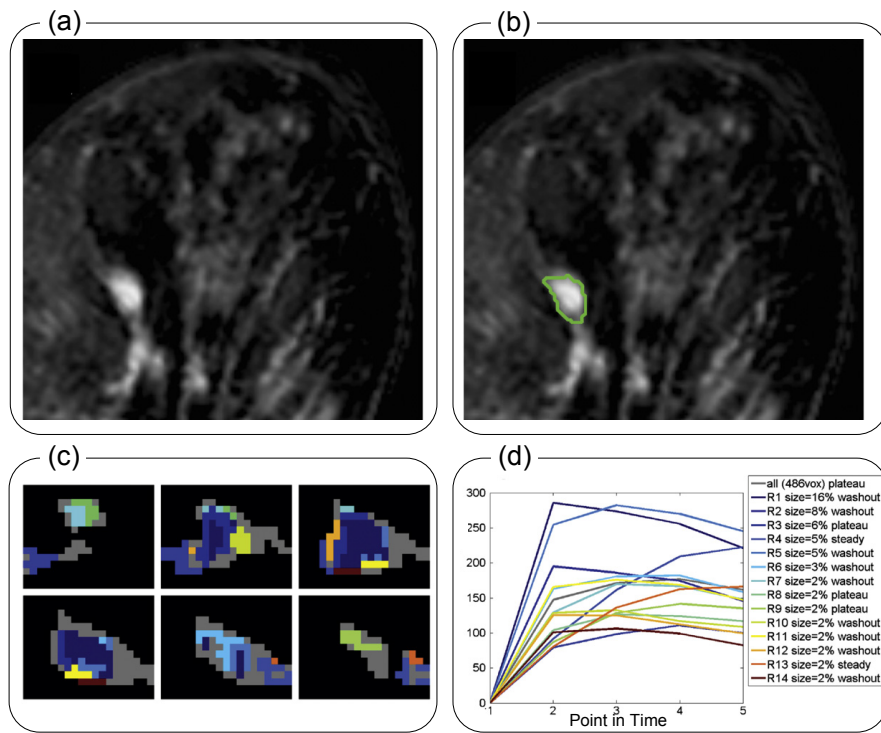 (a)
(b)
(c)
(d)
300
250
200
150
100
50
0
1
2
3
4
5
Point in Time
all (486vox) plateau
R1 size=16% washout
R2 size=8% washout
R3 size=6% plateau
R4 size=5% steady
R5 size=5% washout
R6 size=3% washout
R7 size=2% washout
R8 size=2% plateau
R9 size=2% plateau
R10 size=2% washout
R11 size=2% washout
R12 size=2% washout
R13 size=2% steady
R14 size=2% washout